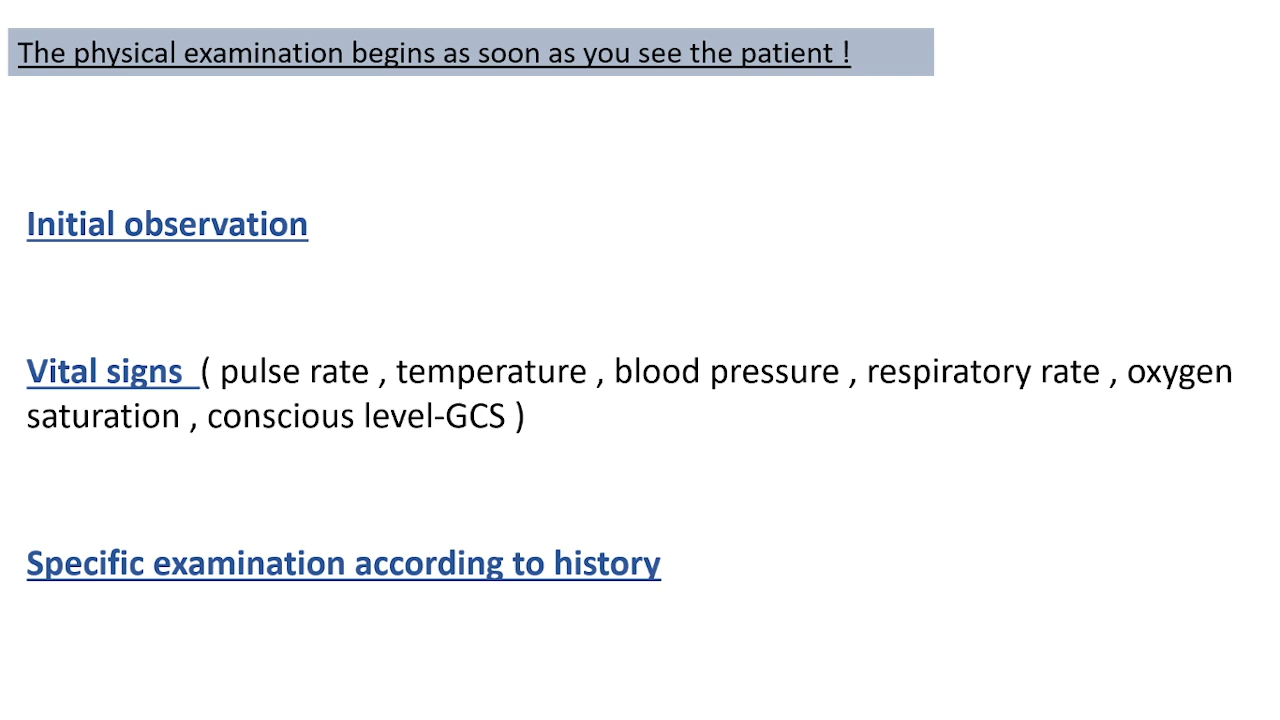 The physical examination begins as soon as you see the patient !
Initial observation
Vital signs ( pulse rate , temperature , blood pressure , respiratory rate , oxygen
saturation , conscious level-GCS )
Specific examination according to history